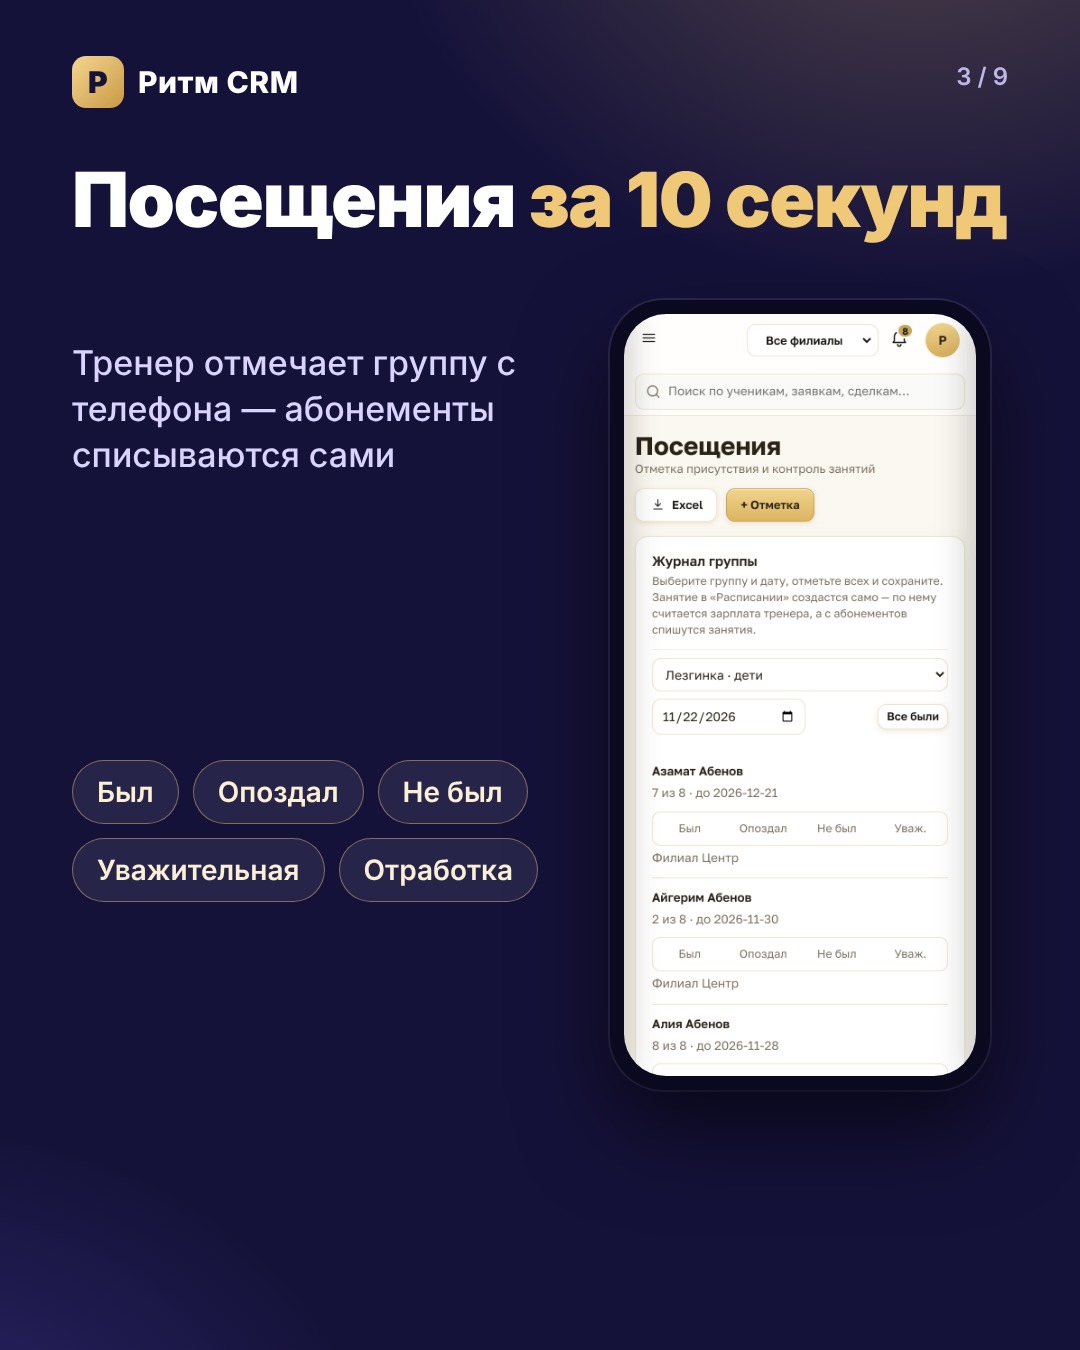 Р Ритм CRM
3 / 9
Посещения за 10 секунд
Тренер отмечает группу с
телефона — абонементы
списываются сами
Был Опоздал Не был
Уважительная Отработка
Все филиалы 8 Р
Поиск по ученикам, заявкам, сделкам...
Посещения
Отметка присутствия и контроль занятий
Excel + Отметка
Журнал группы
Выберите группу и дату, отметьте всех и сохраните.
Занятие в «Расписании» создастся само — по нему
считается зарплата тренера, а с абонементов
спишутся занятия.
Лезгинка · дети
11/22/2026 Все были
Азамат Абенов
7 из 8 · до 2026-12-21
Был Опоздал Не был Уваж.
Филиал Центр
Айгерим Абенов
2 из 8 · до 2026-11-30
Был Опоздал Не был Уваж.
Филиал Центр
Алия Абенов
8 из 8 · до 2026-11-28